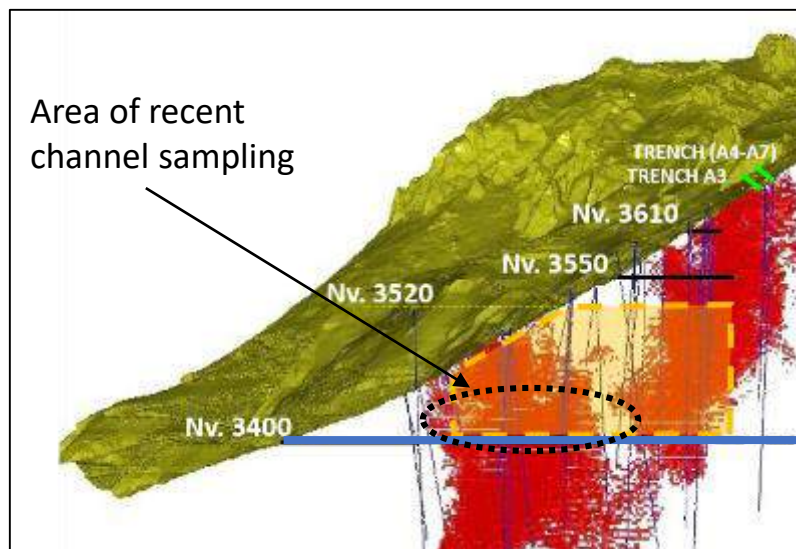 Area of recent
channel sampling
TRENCH (A4-A7)
TRENCH A3
Nv. 3610
Nv. 3550
Nv. 3520
Nv. 3400